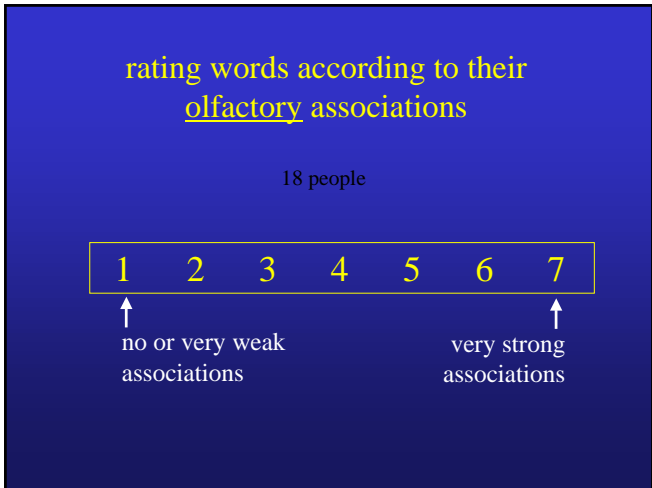 rating words according to their
olfactory associations
18 people
1 2 3 4 5 6 7
no or very weak
associations
very strong
associations